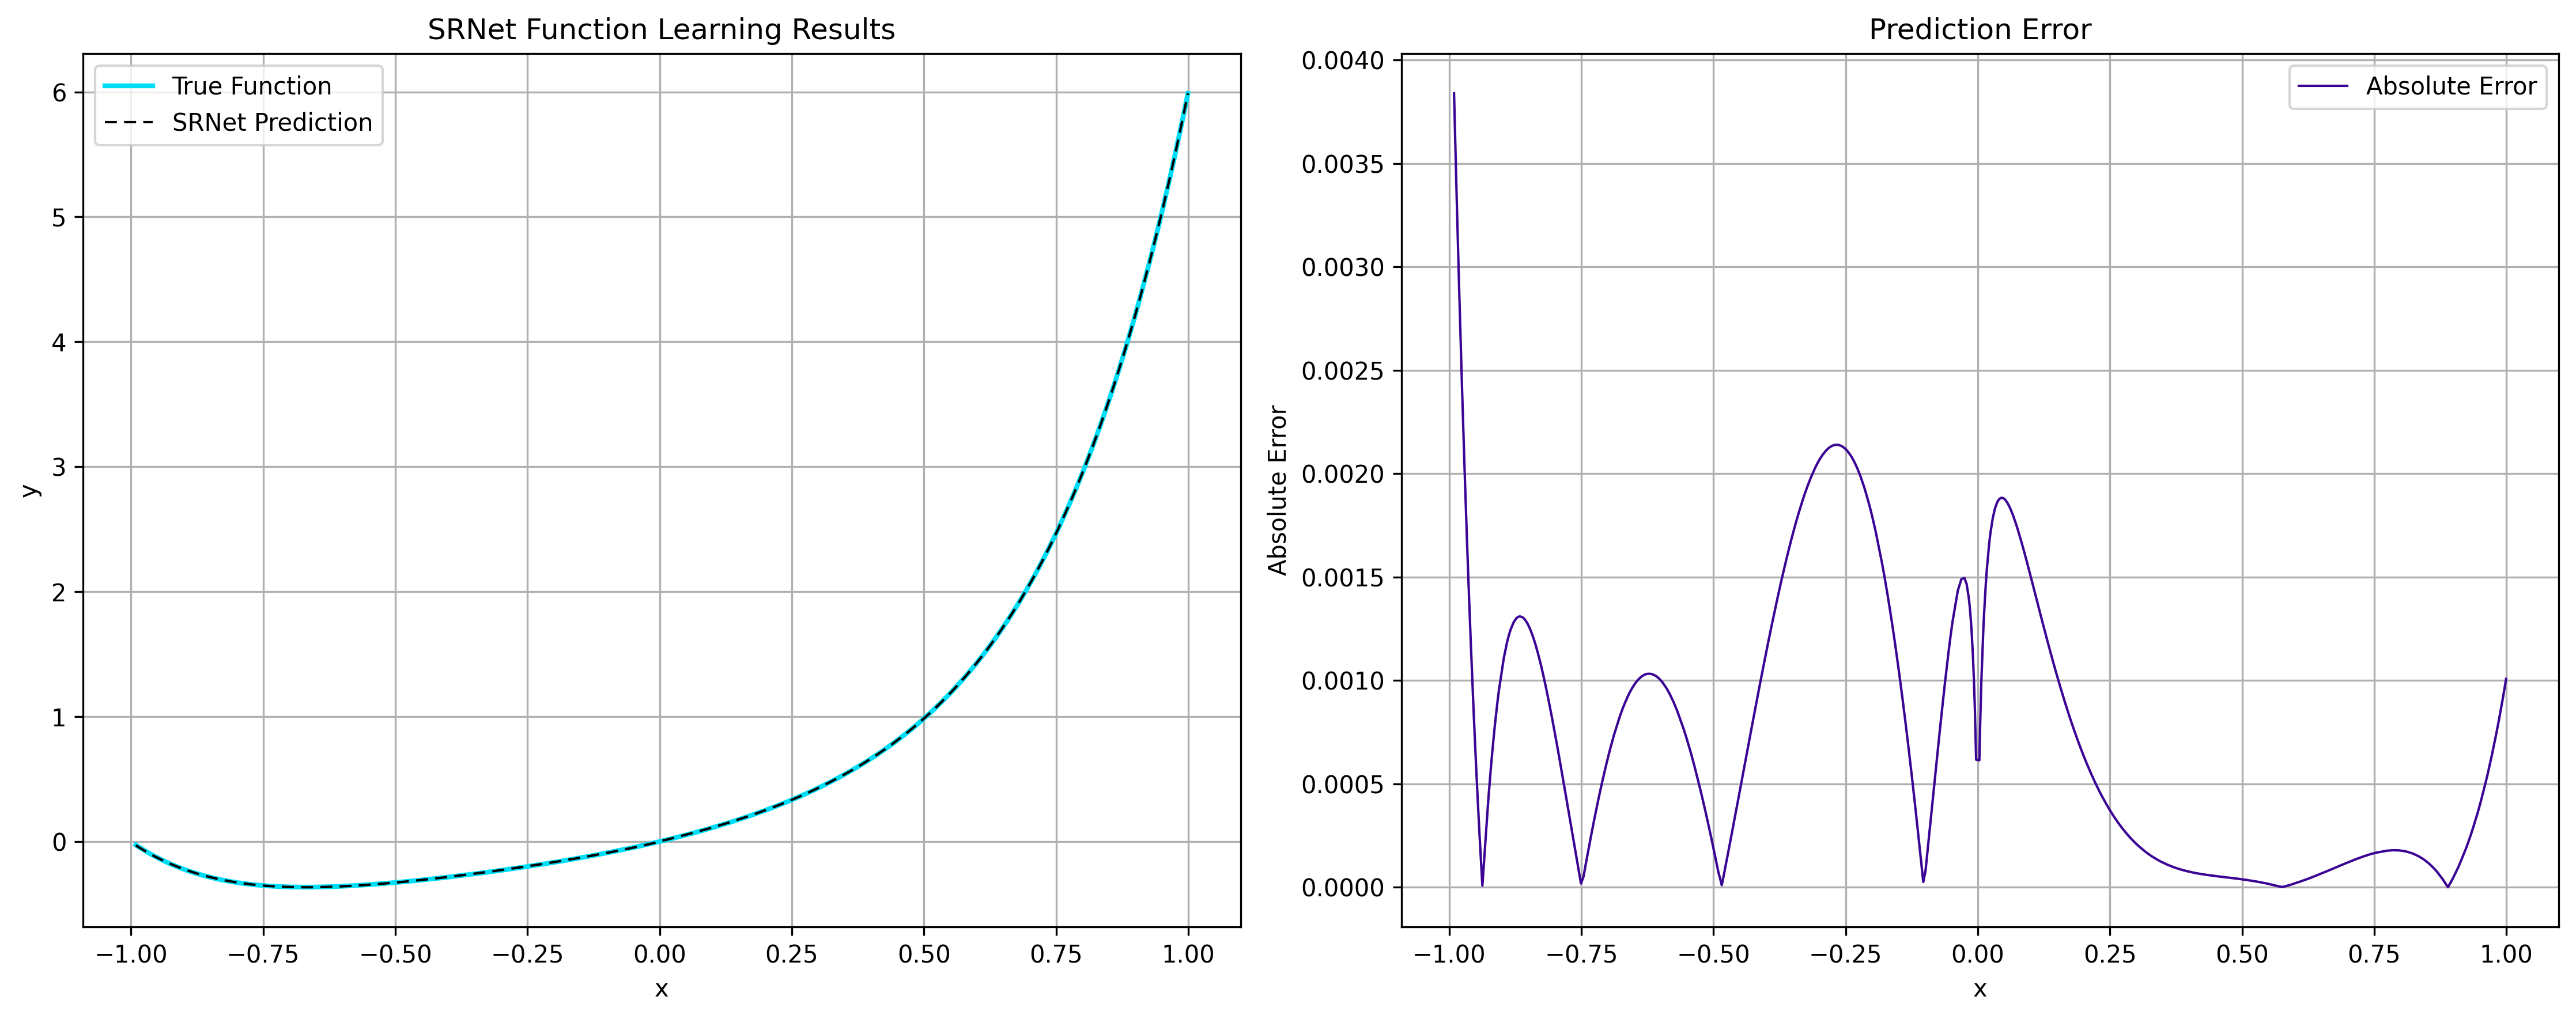 SRNet Function Learning Results
True Function
SRNet Prediction
6
5
4
3
2
1
0
y
−1.00 −0.75 −0.50 −0.25 0.00 0.25 0.50 0.75 1.00
x
Prediction Error
Absolute Error
0.0040
0.0035
0.0030
0.0025
0.0020
0.0015
0.0010
0.0005
0.0000
Absolute Error
−1.00 −0.75 −0.50 −0.25 0.00 0.25 0.50 0.75 1.00
x